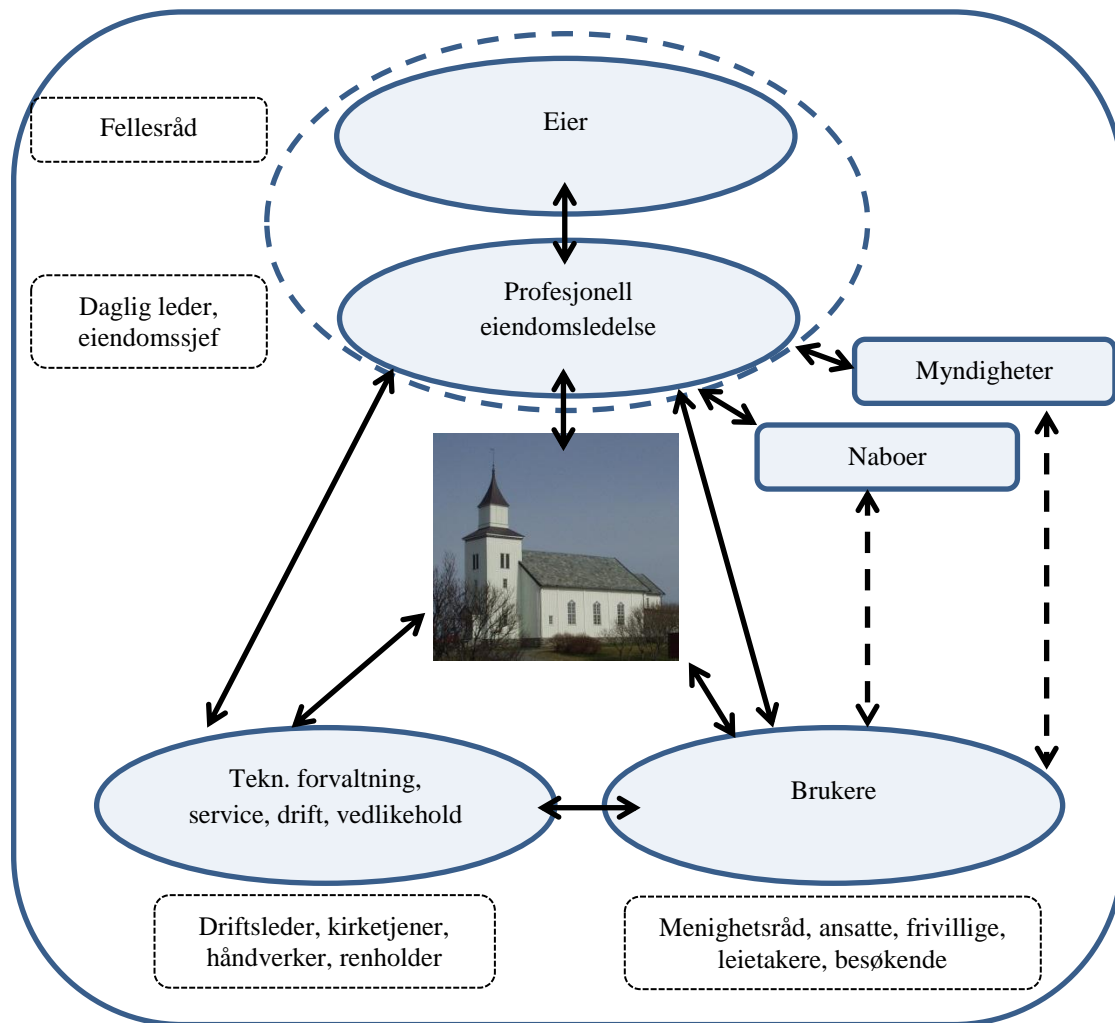 Fellesråd
Eier
Daglig leder,
eiendomssjef
Profesjonell
eiendomsledelse
Myndigheter
Naboer
Tekn. forvaltning,
service, drift, vedlikehold
Brukere
Driftsleder, kirketjener,
håndverker, renholder
Menighetsråd, ansatte, frivillige,
leietakere, besøkende